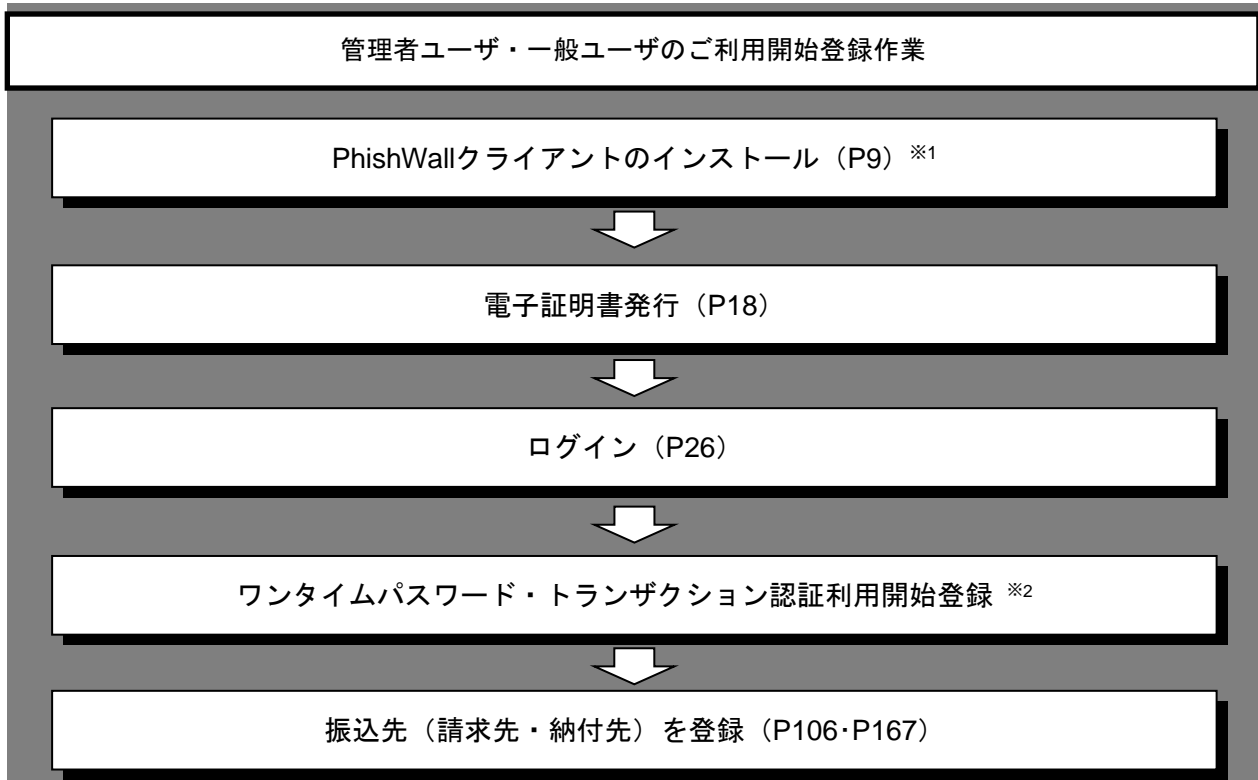 管理者ユーザ・一般ユーザのご利用開始登録作業
PhishWallクライアントのインストール（P9）※1
電子証明書発行（P18）
ログイン（P26）
ワンタイムパスワード・トランザクション認証利用開始登録 ※2
振込先（請求先・納付先）を登録（P106･P167）